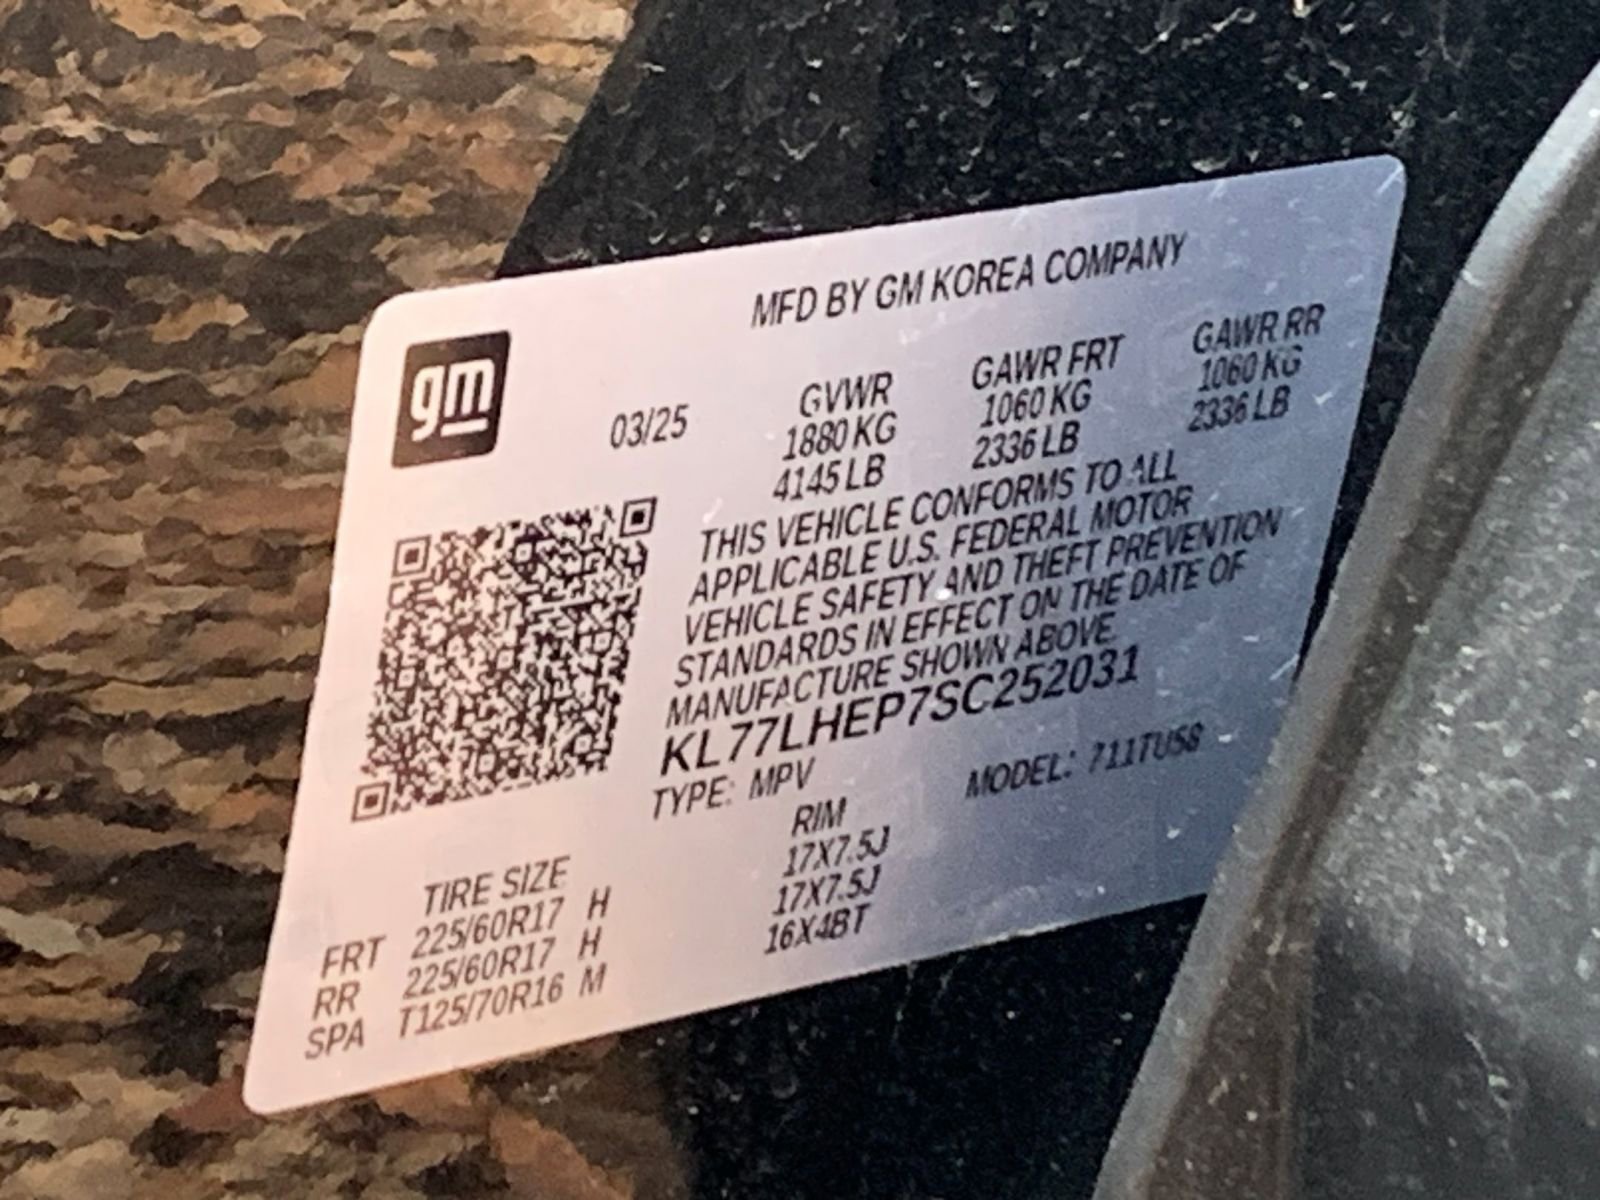 MFD BY GM KOREA COMPANY
gm
03/25
GVWR GAWR FRT GAWR RR
1880 KG 1060 KG 1060 KG
4145 LB 2336 LB 2336 LB
THIS VEHICLE CONFORMS TO ALL
APPLICABLE U.S. FEDERAL MOTOR
VEHICLE SAFETY AND THEFT PREVENTION
STANDARDS IN EFFECT ON THE DATE OF
MANUFACTURE SHOWN ABOVE.
KL77LHEP7SC252031
TYPE: MPV MODEL: 711TU58
TIRE SIZE RIM
FRT 225/60R17 H 17X7.5J
RR 225/60R17 H 17X7.5J
SPA T125/70R16 M 16X4BT